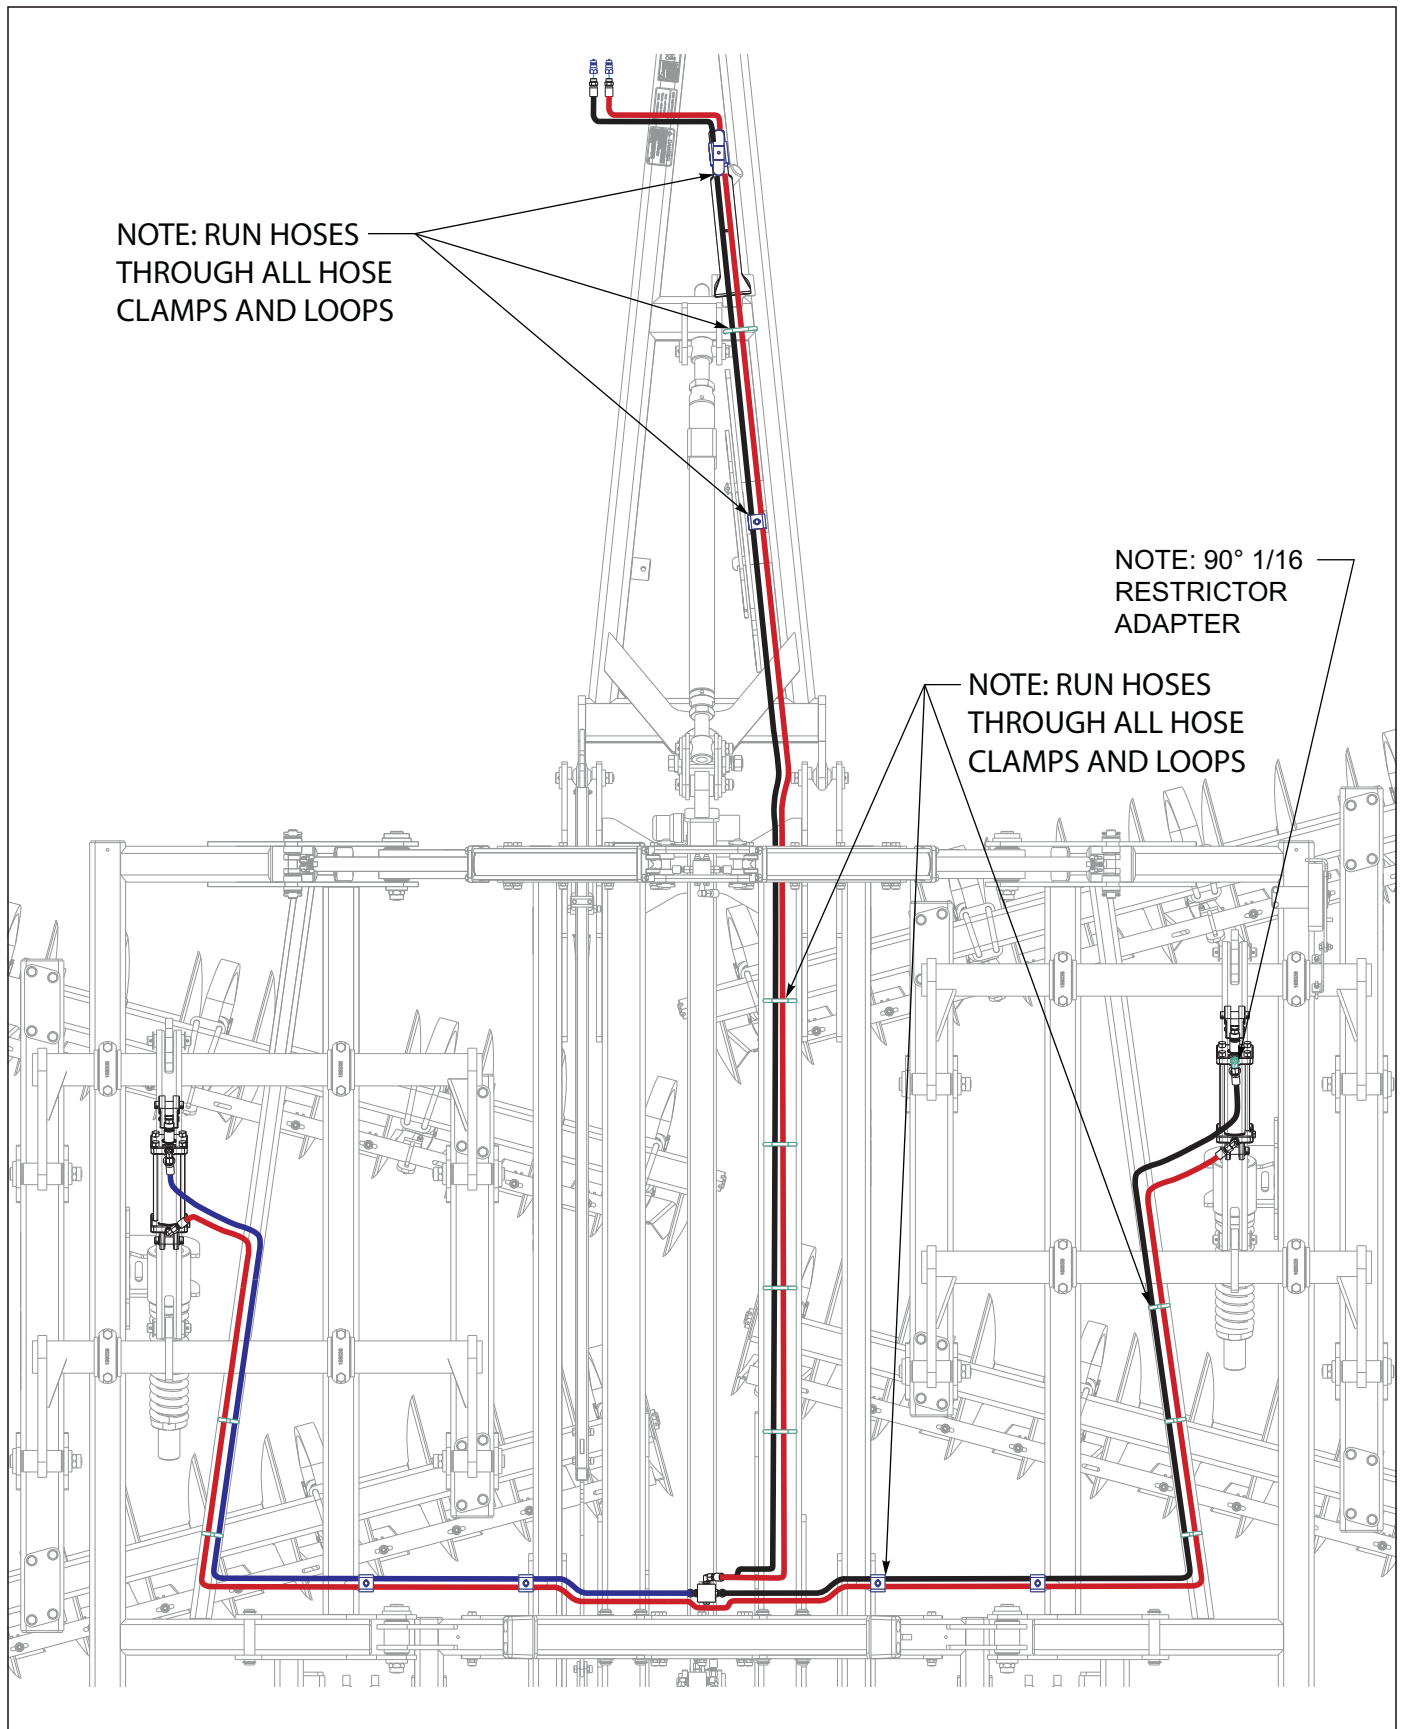 NOTE: RUN HOSES
THROUGH ALL HOSE
CLAMPS AND LOOPS
NOTE: 90° 1/16
RESTRICTOR
ADAPTER
NOTE: RUN HOSES
THROUGH ALL HOSE
CLAMPS AND LOOPS